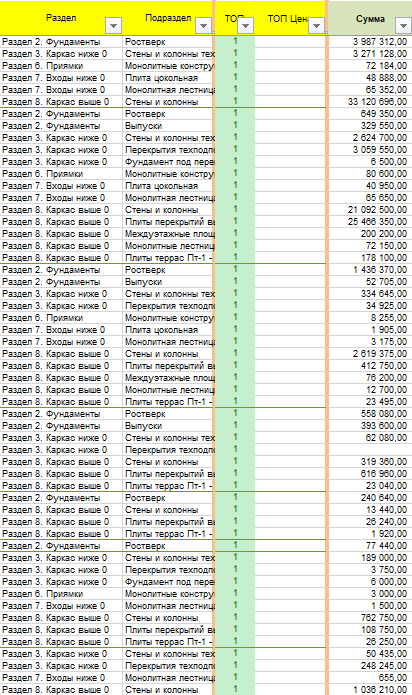 Раздел Подраздел ТОП ТОП Цена Сумма
Раздел 2. Фундаменты Ростверк 1 3 987 312,00
Раздел 3. Каркас ниже 0 Стены и колонны тех 1 3 271 128,00
Раздел 6. Приямки Монолитные констру 1 72 184,00
Раздел 7. Входы ниже 0 Плита цокольная 1 48 888,00
Раздел 7. Входы ниже 0 Монолитная лестница 1 65 352,00
Раздел 8. Каркас выше 0 Стены и колонны 1 33 120 696,00
Раздел 2. Фундаменты Ростверк 1 649 350,00
Раздел 2. Фундаменты Выпуски 1 329 550,00
Раздел 3. Каркас ниже 0 Стены и колонны тех 1 2 624 700,00
Раздел 3. Каркас ниже 0 Перекрытия техподпо 1 3 059 550,00
Раздел 3. Каркас ниже 0 Фундамент под пере 1 6 500,00
Раздел 6. Приямки Монолитные констру 1 80 600,00
Раздел 7. Входы ниже 0 Плита цокольная 1 40 950,00
Раздел 7. Входы ниже 0 Монолитная лестница 1 65 650,00
Раздел 8. Каркас выше 0 Стены и колонны 1 21 092 500,00
Раздел 8. Каркас выше 0 Плиты перекрытий вы 1 25 466 350,00
Раздел 8. Каркас выше 0 Междуэтажные площ 1 200 200,00
Раздел 8. Каркас выше 0 Монолитные лестниц 1 72 150,00
Раздел 8. Каркас выше 0 Плиты террас Пт-1 - 1 178 100,00
Раздел 2. Фундаменты Ростверк 1 1 436 370,00
Раздел 2. Фундаменты Выпуски 1 52 705,00
Раздел 3. Каркас ниже 0 Стены и колонны тех 1 334 645,00
Раздел 3. Каркас ниже 0 Перекрытия техподпо 1 34 925,00
Раздел 6. Приямки Монолитные констру 1 8 255,00
Раздел 7. Входы ниже 0 Плита цокольная 1 1 905,00
Раздел 7. Входы ниже 0 Монолитная лестница 1 3 175,00
Раздел 8. Каркас выше 0 Стены и колонны 1 2 619 375,00
Раздел 8. Каркас выше 0 Плиты перекрытий вы 1 412 750,00
Раздел 8. Каркас выше 0 Междуэтажные площ 1 76 200,00
Раздел 8. Каркас выше 0 Монолитные лестниц 1 12 700,00
Раздел 8. Каркас выше 0 Плиты террас Пт-1 - 1 23 495,00
Раздел 2. Фундаменты Ростверк 1 558 080,00
Раздел 2. Фундаменты Выпуски 1 393 600,00
Раздел 3. Каркас ниже 0 Стены и колонны тех 1 62 080,00
Раздел 3. Каркас ниже 0 Перекрытия техподпо 1
Раздел 8. Каркас выше 0 Стены и колонны 1 319 360,00
Раздел 8. Каркас выше 0 Плиты перекрытий вы 1 616 960,00
Раздел 8. Каркас выше 0 Плиты террас Пт-1 - 1 23 040,00
Раздел 2. Фундаменты Ростверк 1 240 640,00
Раздел 8. Каркас выше 0 Стены и колонны 1 13 440,00
Раздел 8. Каркас выше 0 Плиты перекрытий вы 1 26 240,00
Раздел 8. Каркас выше 0 Плиты террас Пт-1 - 1 1 920,00
Раздел 2. Фундаменты Ростверк 1 77 440,00
Раздел 3. Каркас ниже 0 Стены и колонны тех 1 189 000,00
Раздел 3. Каркас ниже 0 Перекрытия техподпо 1 3 750,00
Раздел 3. Каркас ниже 0 Фундамент под пере 1 6 000,00
Раздел 6. Приямки Монолитные констру 1 3 000,00
Раздел 7. Входы ниже 0 Монолитная лестница 1 1 500,00
Раздел 8. Каркас выше 0 Стены и колонны 1 762 750,00
Раздел 8. Каркас выше 0 Плиты перекрытий вы 1 108 750,00
Раздел 8. Каркас выше 0 Плиты террас Пт-1 - 1 26 250,00
Раздел 3. Каркас ниже 0 Стены и колонны тех 1 50 435,00
Раздел 3. Каркас ниже 0 Перекрытия техподпо 1 248 245,00
Раздел 7. Входы ниже 0 Монолитная лестница 1 655,00
Раздел 8. Каркас выше 0 Стены и колонны 1 1 036 210,00